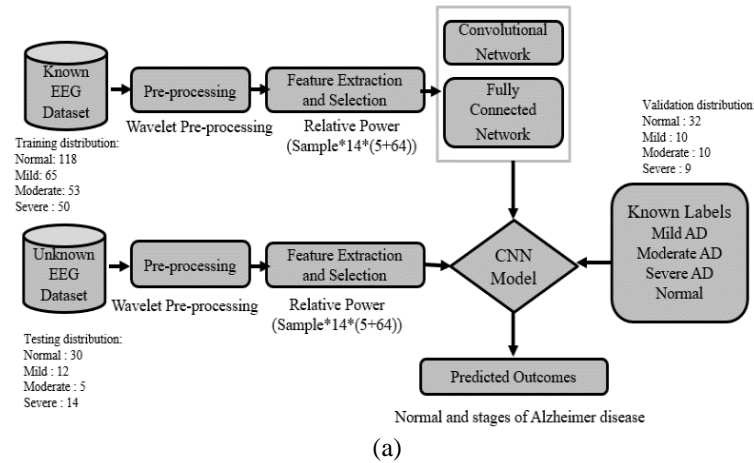 Known
EEG
Dataset
Pre-processing
Wavelet Pre-processing
Feature Extraction
and Selection
Relative Power
(Sample*14*(5+64))
Convolutional
Network
Fully
Connected
Network
Training distribution:
Normal: 118
Mild: 65
Moderate: 53
Severe : 50
Validation distribution:
Normal : 32
Mild : 10
Moderate : 10
Severe : 9
Known Labels
Mild AD
Moderate AD
Severe AD
Normal
Unknown
EEG
Dataset
Pre-processing
Wavelet Pre-processing
Feature Extraction
and Selection
Relative Power
(Sample*14*(5+64))
CNN
Model
Testing distribution:
Normal : 30
Mild : 12
Moderate : 5
Severe : 14
Predicted Outcomes
Normal and stages of Alzheimer disease
(a)